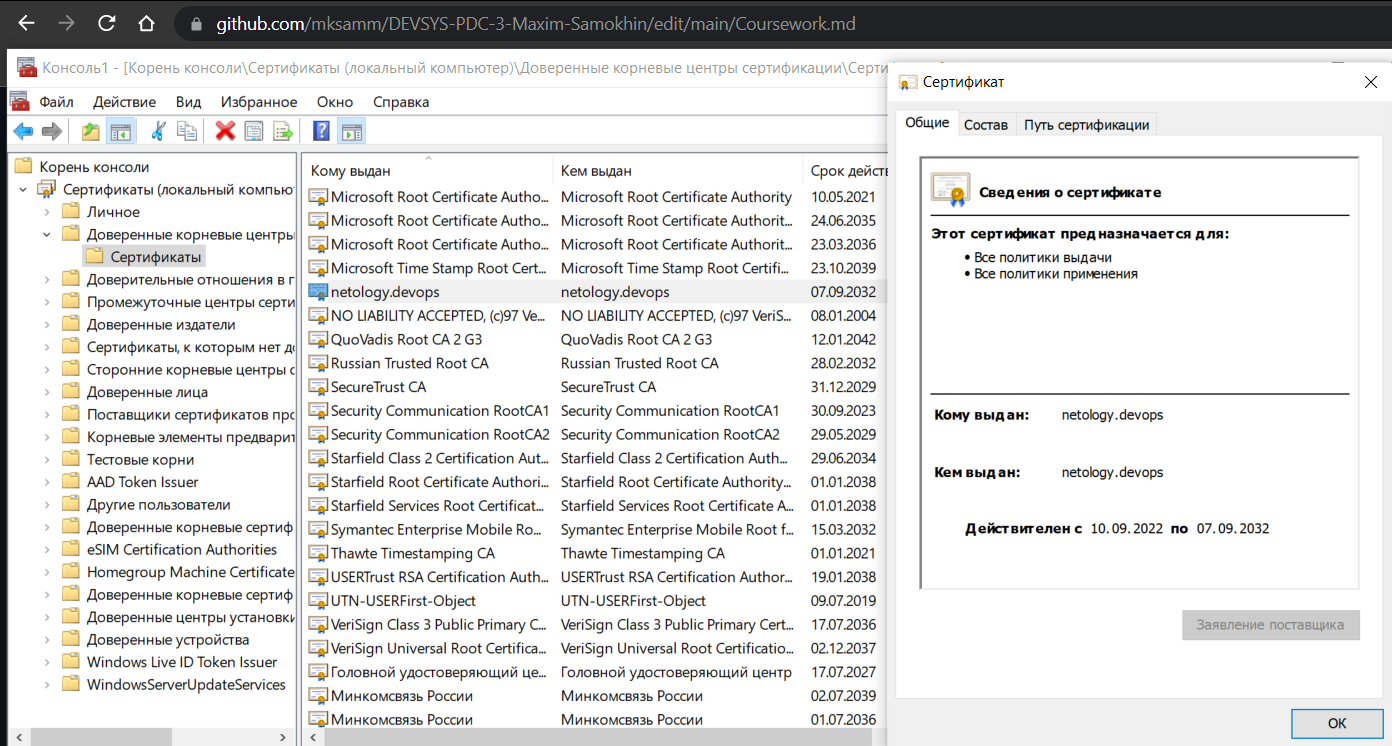 github.com/mksamm/DEVSYS-PDC-3-Maxim-Samokhin/edit/main/Coursework.md
Консоль1 - [Корень консоли\Сертификаты (локальный компьютер)\Доверенные корневые центры сертификации\Серти
Файл Действие Вид Избранное Окно Справка
Корень консоли
Сертификаты (локальный компью
Личное
Доверенные корневые центры
Сертификаты
Доверительные отношения в п
Промежуточные центры серти
Доверенные издатели
Сертификаты, к которым нет до
Сторонние корневые центры с
Доверенные лица
Поставщики сертификатов про
Корневые элементы предварит
Тестовые корни
AAD Token Issuer
Другие пользователи
Доверенные корневые сертиф
eSIM Certification Authorities
Homegroup Machine Certificate
Доверенные корневые сертиф
Доверенные центры установки
Доверенные устройства
Windows Live ID Token Issuer
WindowsServerUpdateServices
Кому выдан Кем выдан Срок действ
Microsoft Root Certificate Autho... Microsoft Root Certificate Authority 10.05.2021
Microsoft Root Certificate Autho... Microsoft Root Certificate Authorit... 24.06.2035
Microsoft Root Certificate Autho... Microsoft Root Certificate Authorit... 23.03.2036
Microsoft Time Stamp Root Cert... Microsoft Time Stamp Root Certifi... 23.10.2039
netology.devops netology.devops 07.09.2032
NO LIABILITY ACCEPTED, (c)97 Ve... NO LIABILITY ACCEPTED, (c)97 VeriS... 08.01.2004
QuoVadis Root CA 2 G3 QuoVadis Root CA 2 G3 12.01.2042
Russian Trusted Root CA Russian Trusted Root CA 28.02.2032
SecureTrust CA SecureTrust CA 31.12.2029
Security Communication RootCA1 Security Communication RootCA1 30.09.2023
Security Communication RootCA2 Security Communication RootCA2 29.05.2029
Starfield Class 2 Certification Aut... Starfield Class 2 Certification Auth... 29.06.2034
Starfield Root Certificate Authori... Starfield Root Certificate Authority... 01.01.2038
Starfield Services Root Certificat... Starfield Services Root Certificate A... 01.01.2038
Symantec Enterprise Mobile Ro... Symantec Enterprise Mobile Root f... 15.03.2032
Thawte Timestamping CA Thawte Timestamping CA 01.01.2021
USERTrust RSA Certification Auth... USERTrust RSA Certification Author... 19.01.2038
UTN-USERFirst-Object UTN-USERFirst-Object 09.07.2019
VeriSign Class 3 Public Primary C... VeriSign Class 3 Public Primary Cert... 17.07.2036
VeriSign Universal Root Certifica... VeriSign Universal Root Certificatio... 02.12.2037
Головной удостоверяющий це... Головной удостоверяющий центр 17.07.2027
Минкомсвязь России Минкомсвязь России 02.07.2039
Минкомсвязь России Минкомсвязь России 01.07.2036
Сертификат
Общие Состав Путь сертификации
Сведения о сертификате
Этот сертификат предназначается для:
• Все политики выдачи
• Все политики применения
Кому выдан: netology.devops
Кем выдан: netology.devops
Действителен с 10.09.2022 по 07.09.2032
Заявление поставщика
ОК